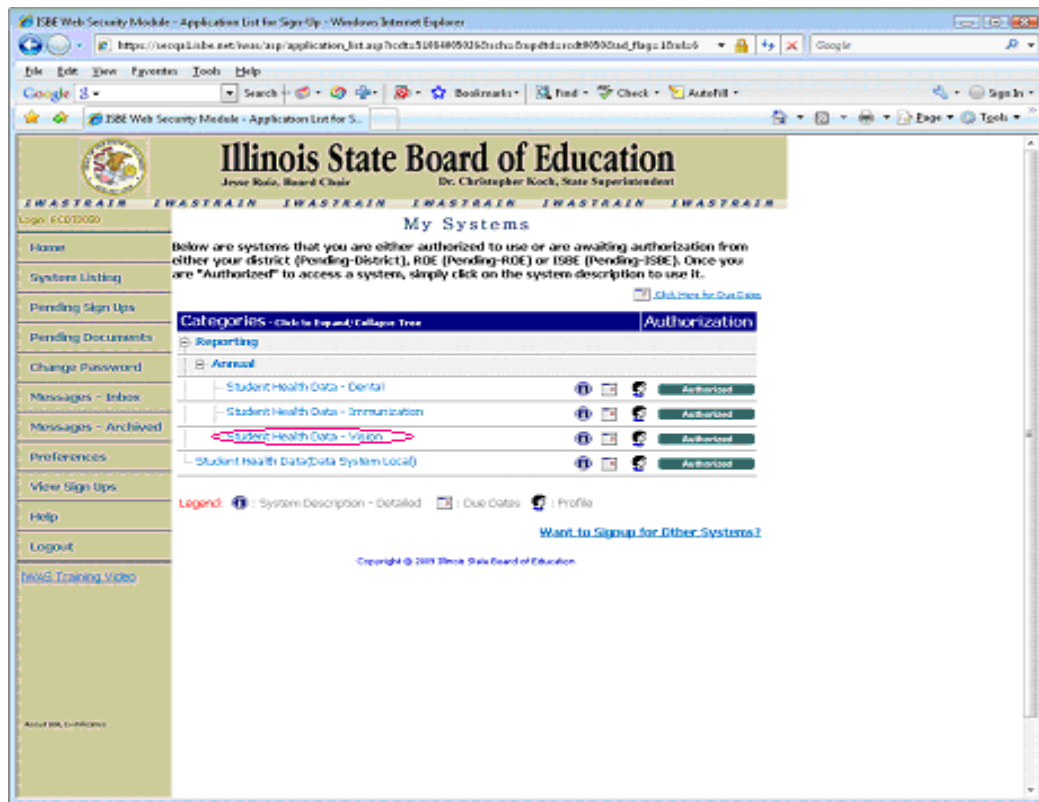 ISBE Web Security Module - Application List for Sign-Up - Windows Internet Explorer
Google
File Edit View Favorites Tools Help
Google Search Bookmarks Find Check AutoFill Sign In
ISBE Web Security Module - Application List for S... Page Tools
Illinois State Board of Education
Jesse Ruiz, Board Chair Dr. Christopher Koch, State Superintendent
IWASTRAIN IWASTRAIN IWASTRAIN IWASTRAIN IWASTRAIN IWASTRAIN
My Systems
Below are systems that you are either authorized to use or are awaiting authorization from
either your district (Pending-District), ROE (Pending-ROE) or ISBE (Pending-ISBE). Once you
are "Authorized" to access a system, simply click on the system description to use it.
Click Here for Due Dates
Categories - Click to Expand/Collapse Tree Authorization
Reporting
Annual
Student Health Data - Dental Authorized
Student Health Data - Immunization Authorized
Student Health Data - Vision Authorized
Student Health Data(Data System Local) Authorized
Legend: : System Description - Detailed : Due Dates : Profile
Want to Signup for Other Systems?
Copyright © 2009 Illinois State Board of Education
Home
System Listing
Pending Sign Ups
Pending Documents
Change Password
Messages - Inbox
Messages - Archived
Preferences
View Sign Ups
Help
Logout
IWAS Training Video